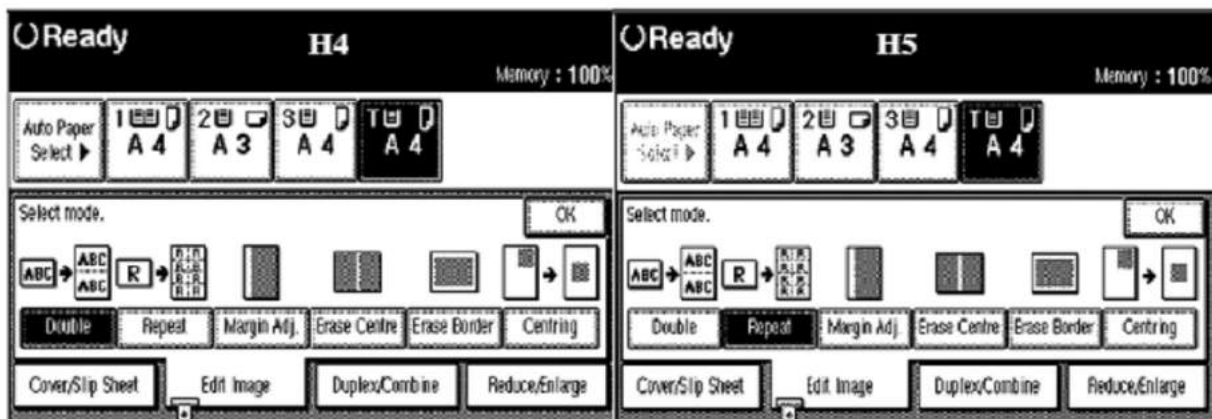 Ready H4
Memory : 100%
Auto Paper Select ▶
1 A 4
2 A 3
3 A 4
T A 4
Select mode.
OK
ABC → ABC ABC
R → R R R R R R R R
Double Repeat Margin Adj. Erase Centre Erase Border Centring
Cover/Slip Sheet Edit Image Duplex/Combine Reduce/Enlarge
Ready H5
Memory : 100%
Auto Paper Select ▶
1 A 4
2 A 3
3 A 4
T A 4
Select mode.
OK
ABC → ABC ABC
R → R R R R R R R R
Double Repeat Margin Adj. Erase Centre Erase Border Centring
Cover/Slip Sheet Edit Image Duplex/Combine Reduce/Enlarge